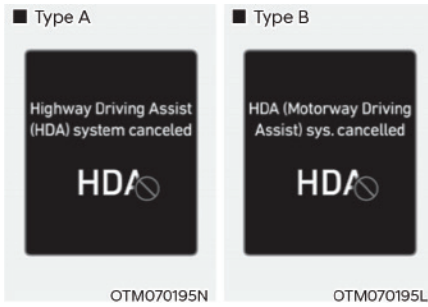 ■ Type A
Highway Driving Assist
(HDA) system canceled
HDA
OTM070195N
■ Type B
HDA (Motorway Driving
Assist) sys. cancelled
HDA
OTM070195L